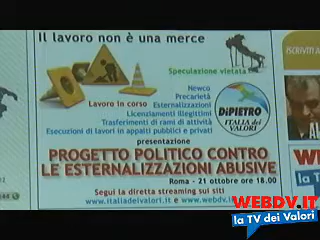 Il lavoro non è una merce
ISCRIVITI A
Speculazione vietata
Newco
Lavoro in corso
Precarietà
Esternalizzazioni
Licenziamenti illegittimi
Trasferimenti di rami di attività
Esecuzioni di lavoro in appalti pubblici e privati
DiPIETRO
ITALIA dei
VALORI
presentazione
PROGETTO POLITICO CONTRO
LE ESTERNALIZZAZIONI ABUSIVE
Roma - 21 ottobre ore 18.00
Segui la diretta streaming sui siti
www.italiadeivalori.it e www.webdv.
WEBDV.IT
la TV dei Valori